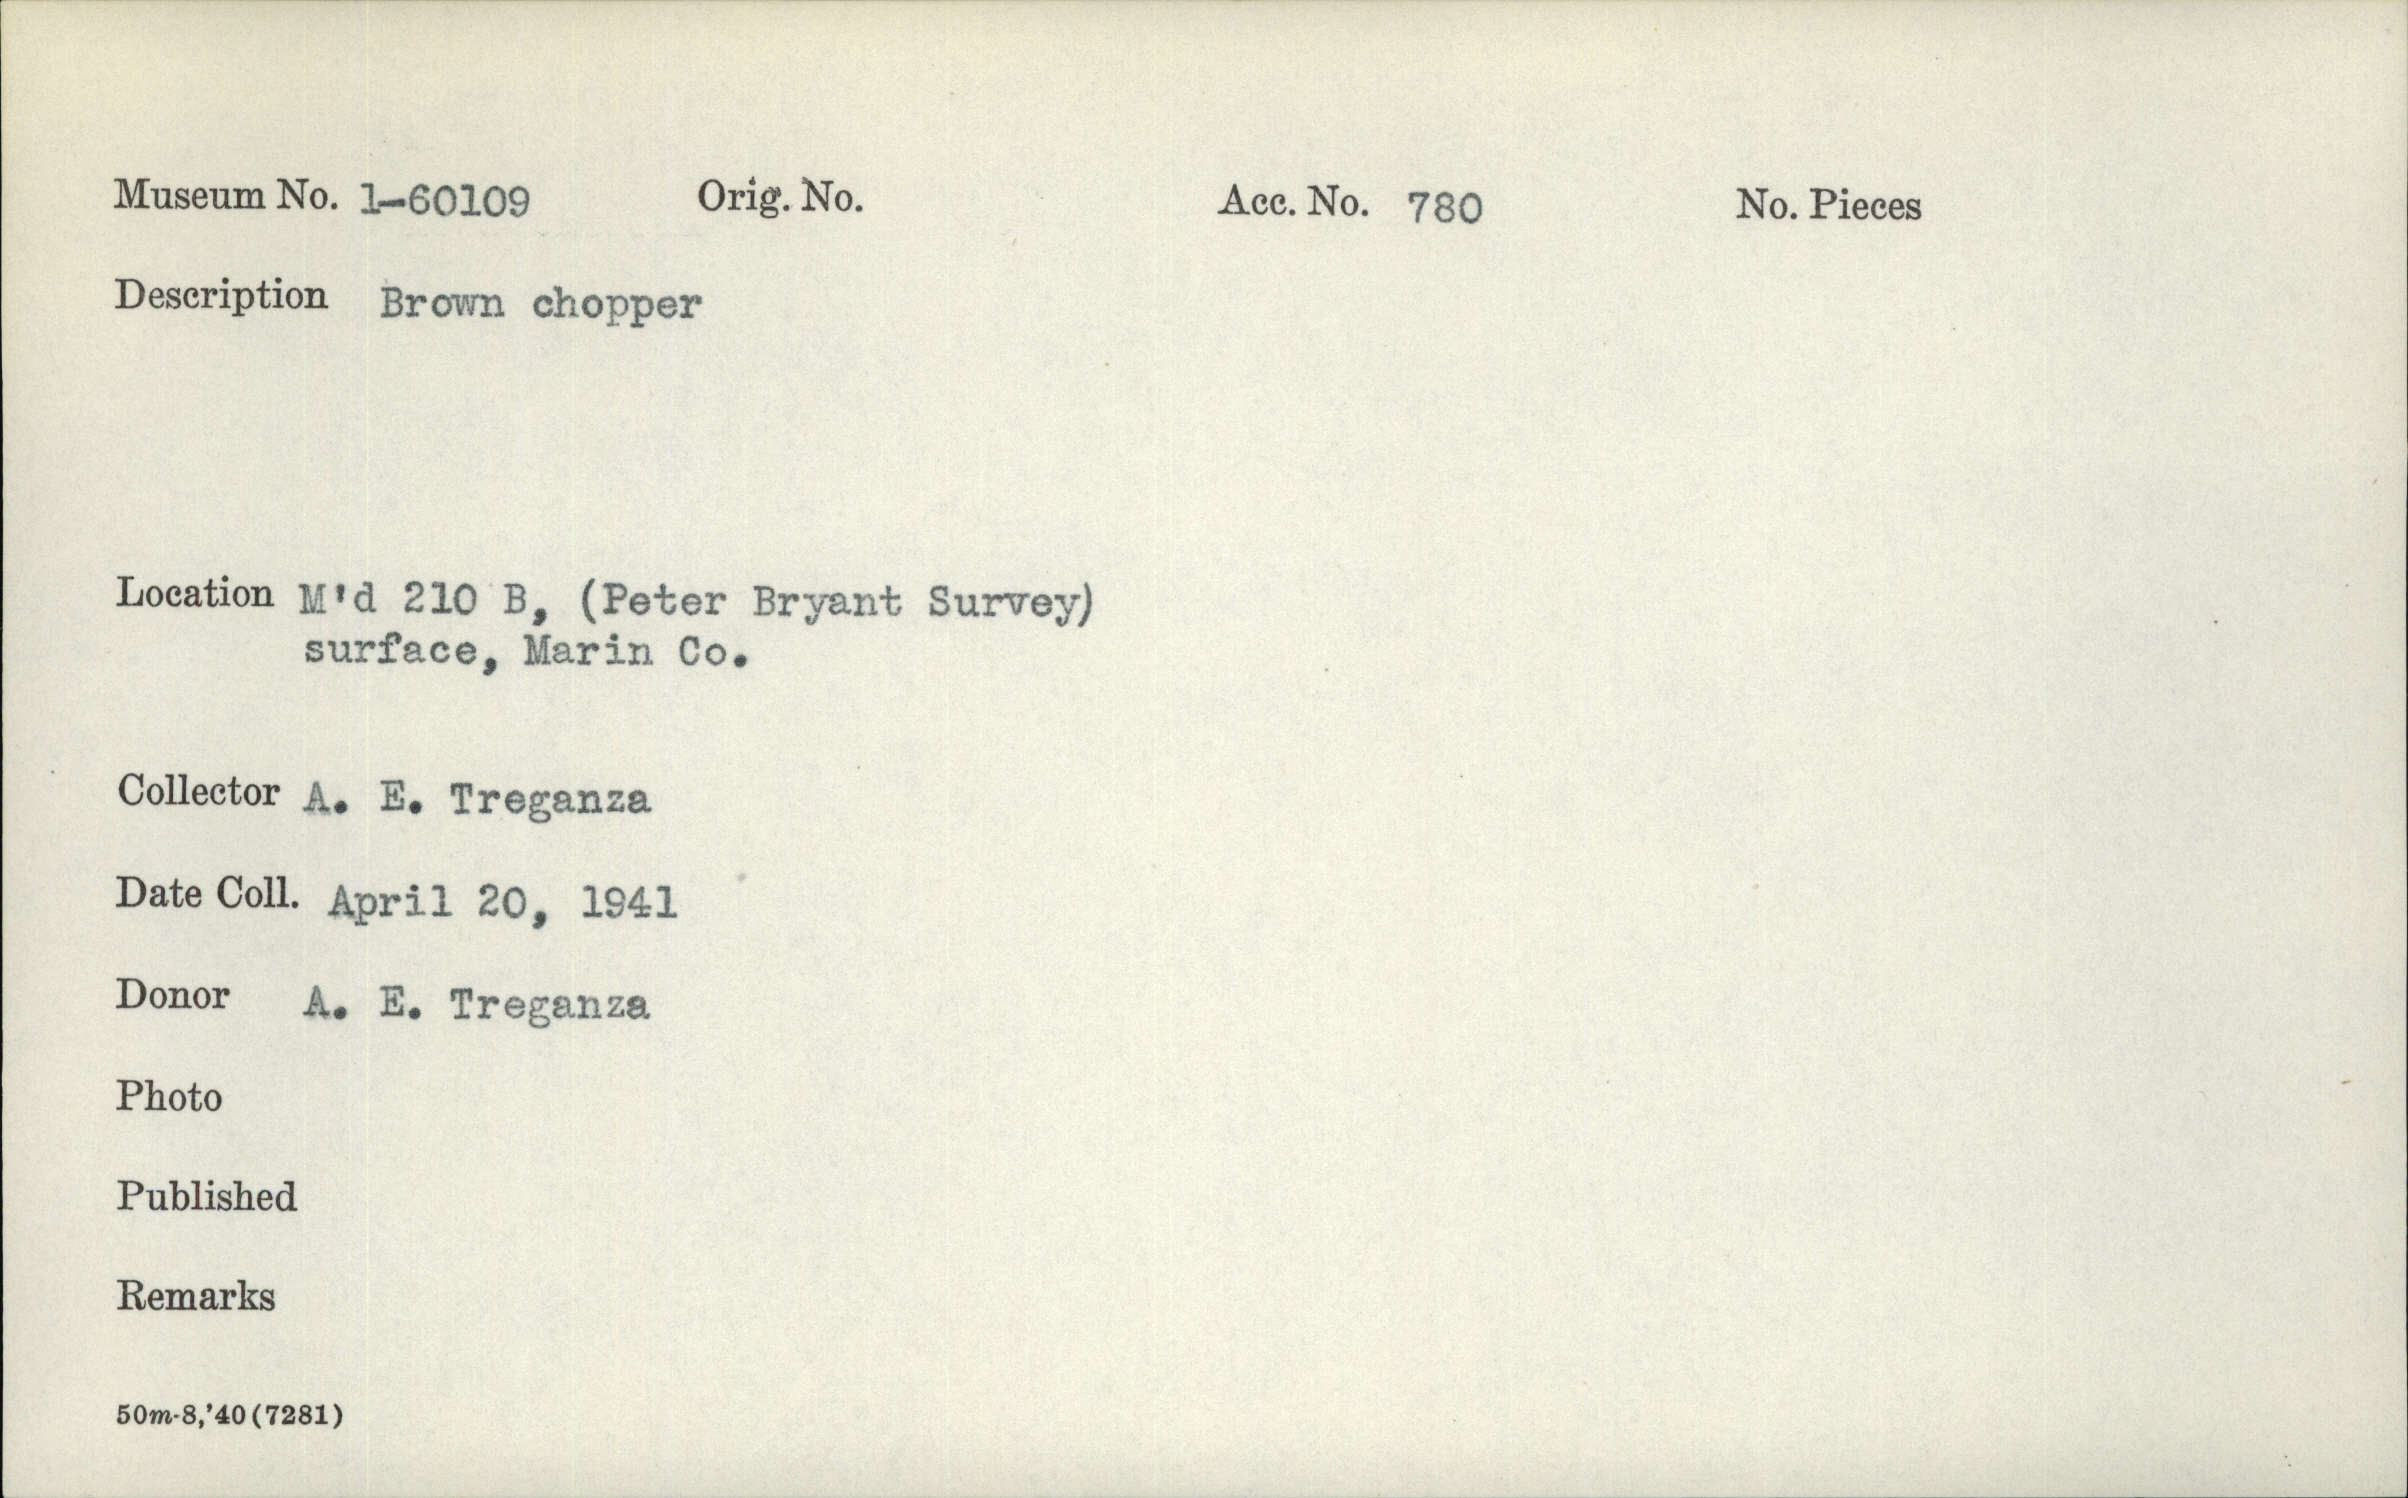 Museum No. 1-60109 Orig. No. Acc. No. 780 No. Pieces
Description Brown chopper
Location M'd 210 B, (Peter Bryant Survey)
surface, Marin Co.
Collector A. E. Treganza
Date Coll. April 20, 1941
Donor A. E. Treganza
Photo
Published
Remarks
50m-8,'40(7281)